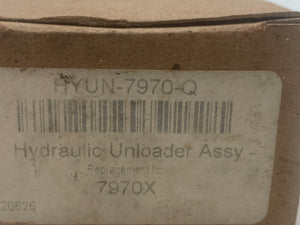 HYUN-7970-Q
Hydraulic Unloader Assy
Replacement for
7970X
20626